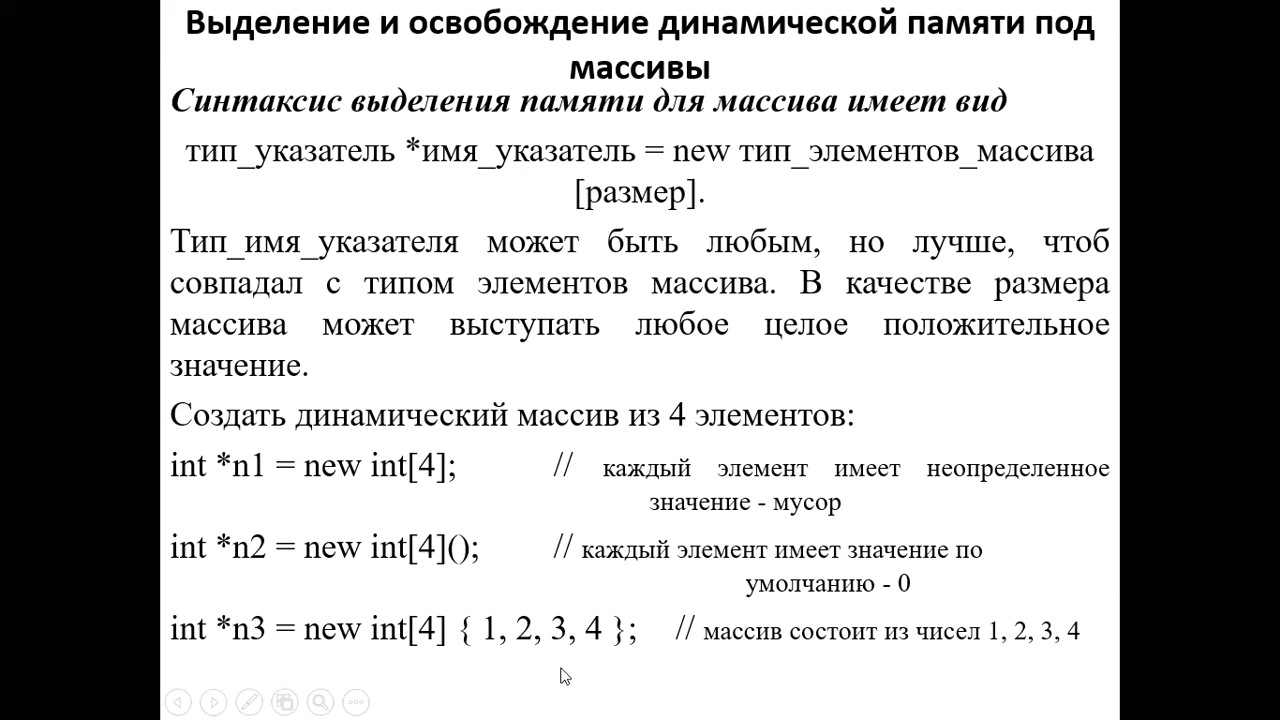 Выделение и освобождение динамической памяти под
массивы
Синтаксис выделения памяти для массива имеет вид
тип_указатель *имя_указатель = new тип_элементов_массива
[размер].
Тип_имя_указателя может быть любым, но лучше, чтоб
совпадал с типом элементов массива. В качестве размера
массива может выступать любое целое положительное
значение.
Создать динамический массив из 4 элементов:
int *n1 = new int[4]; // каждый элемент имеет неопределенное
значение - мусор
int *n2 = new int[4](); // каждый элемент имеет значение по
умолчанию - 0
int *n3 = new int[4] { 1, 2, 3, 4 }; // массив состоит из чисел 1, 2, 3, 4